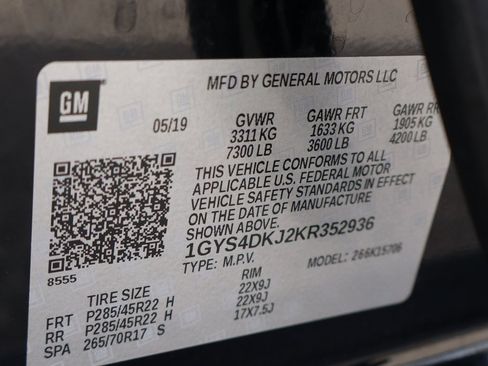 GM
MFD BY GENERAL MOTORS LLC
05/19 GVWR GAWR FRT GAWR RR
3311 KG 1633 KG 1905 KG
7300 LB 3600 LB 4200 LB
THIS VEHICLE CONFORMS TO ALL
APPLICABLE U.S. FEDERAL MOTOR
VEHICLE SAFETY STANDARDS IN EFFECT
ON THE DATE OF MANUFACTURE
SHOWN ABOVE.
1GYS4DKJ2KR352936
TYPE: M.P.V. MODEL: 266K15706
8555
TIRE SIZE RIM
FRT P285/45R22 H 22X9J
RR P285/45R22 H 22X9J
SPA 265/70R17 S 17X7.5J